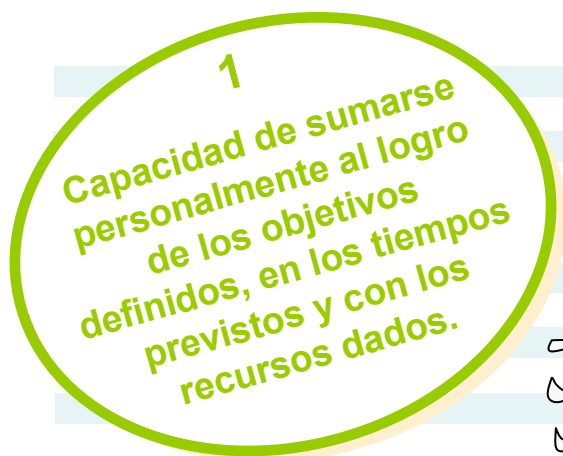 1
Capacidad de sumarse
personalmente al logro
de los objetivos
definidos, en los tiempos
previstos y con los
recursos dados.